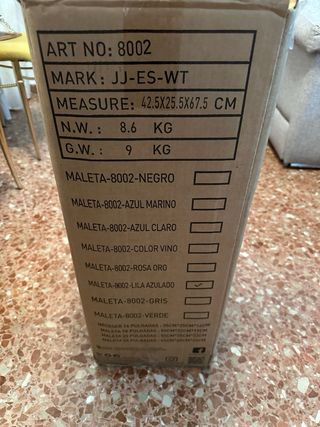 ART NO: 8002
MARK: JJ-ES-WT
MEASURE: 42.5X25.5X67.5 CM
N.W.: 8.6 KG
G.W.: 9 KG
MALETA-8002-NEGRO
MALETA-8002-AZUL MARINO
MALETA-8002-AZUL CLARO
MALETA-8002-COLOR VINO
MALETA-8002-ROSA ORO
MALETA-8002-LILA AZULADO ✓
MALETA-8002-GRIS
MALETA-8002-VERDE